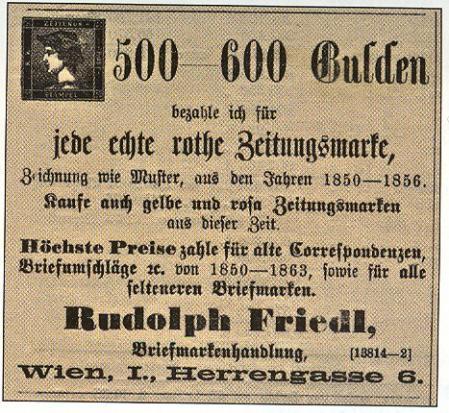 ZEITUNGS
STEMPEL
500—600 Gulden
bezahle ich für
jede echte rothe Zeitungsmarke,
Zeichnung wie Muster, aus den Jahren 1850—1856.
Kaufe auch gelbe und rosa Zeitungsmarken
aus dieser Zeit.
Höchste Preise zahle für alte Correspondenzen,
Briefumschläge ꝛc. von 1850—1863, sowie für alle
selteneren Briefmarken.
Rudolph Friedl,
Briefmarkenhandlung, [13814—2]
Wien, I., Herrengasse 6.